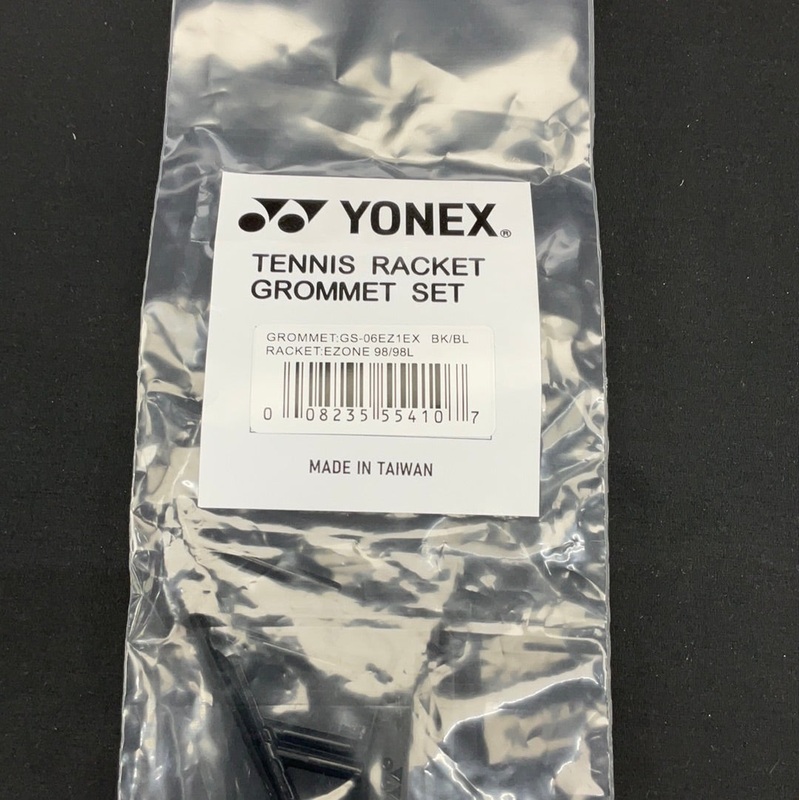 YONEX®
TENNIS RACKET
GROMMET SET
GROMMET:GS-06EZ1EX BK/BL
RACKET:EZONE 98/98L
0 08235 55410 7
MADE IN TAIWAN